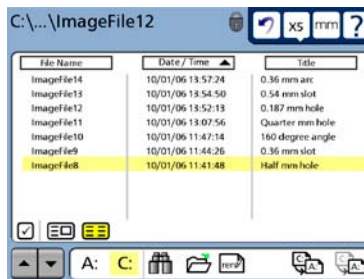 C:\...\ImageFile12 x5 mm ?
File Name Date / Time Title
ImageFile14 10/01/06 13:57:24 0.36 mm arc
ImageFile13 10/01/06 13:54:50 0.54 mm slot
ImageFile12 10/01/06 13:52:13 0.187 mm hole
ImageFile11 10/01/06 13:07:56 Quarter mm hole
ImageFile10 10/01/06 11:47:14 160 degree angle
ImageFile9 10/01/06 11:44:26 0.36 mm slot
ImageFile8 10/01/06 11:41:48 Half mm hole
A: C: